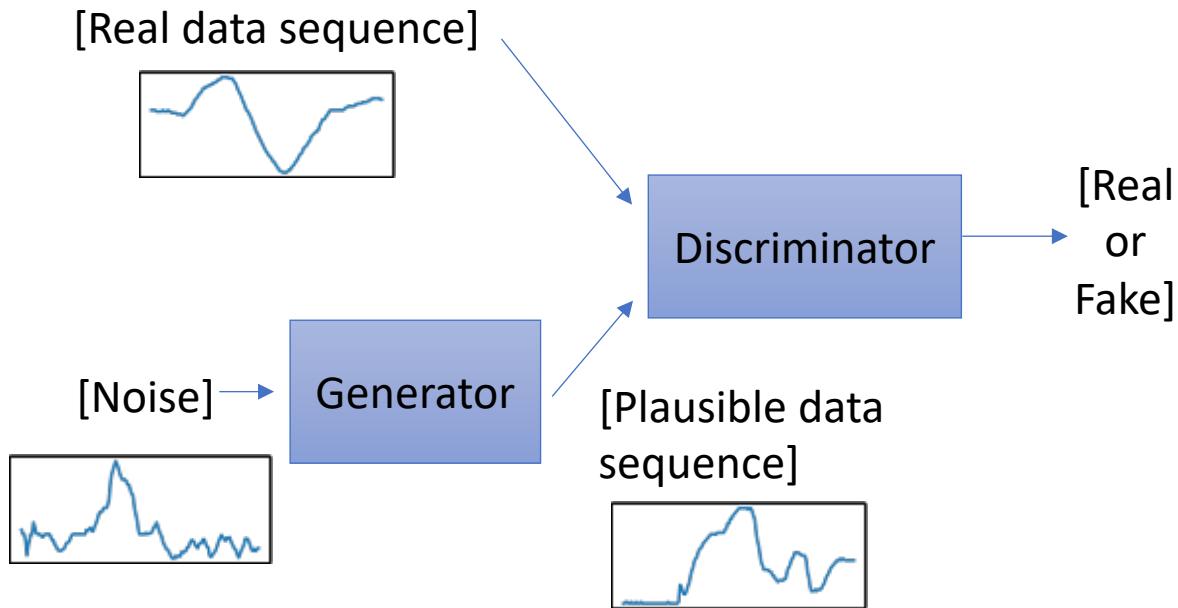 [Real data sequence]
Discriminator
[Real
or
Fake]
[Noise]
Generator
[Plausible data
sequence]